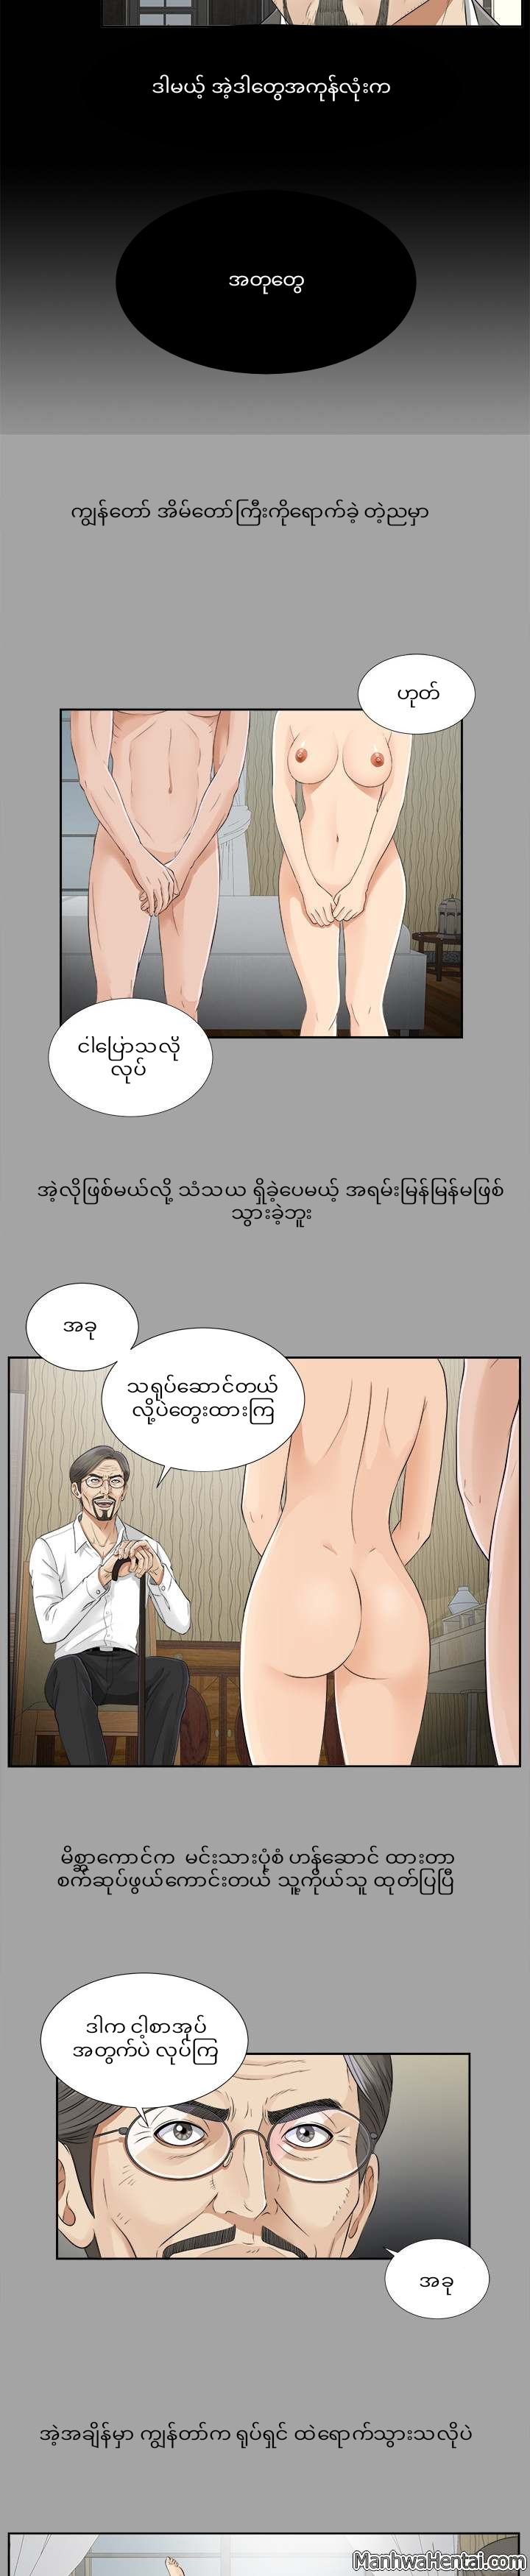 ဒါမယ့် အဲ့ဒါတွေအကုန်လုံးက
အတုတွေ
ကျွန်တော် အိမ်တော်ကြီးကိုရောက်ခဲ့ တဲ့ညမှာ
ဟုတ်
ငါပြောသလို
လုပ်
အဲ့လိုဖြစ်မယ်လို့ သံသယ ရှိခဲ့ပေမယ့် အရမ်းမြန်မြန်မဖြစ်
သွားခဲ့ဘူး
အခု
သရုပ်ဆောင်တယ်
လို့ပဲတွေးထားကြ
မိစ္ဆာကောင်က မင်းသားပုံစံ ဟန်ဆောင် ထားတာ
စက်ဆုပ်ဖွယ်ကောင်းတယ် သူ့ကိုယ်သူ ထုတ်ပြပြီ
ဒါက ငါ့စာအုပ်
အတွက်ပဲ လုပ်ကြ
အခု
အဲ့အချိန်မှာ ကျွန်တာ်က ရုပ်ရှင် ထဲရောက်သွားသလိုပဲ
ManhwaHentai.com